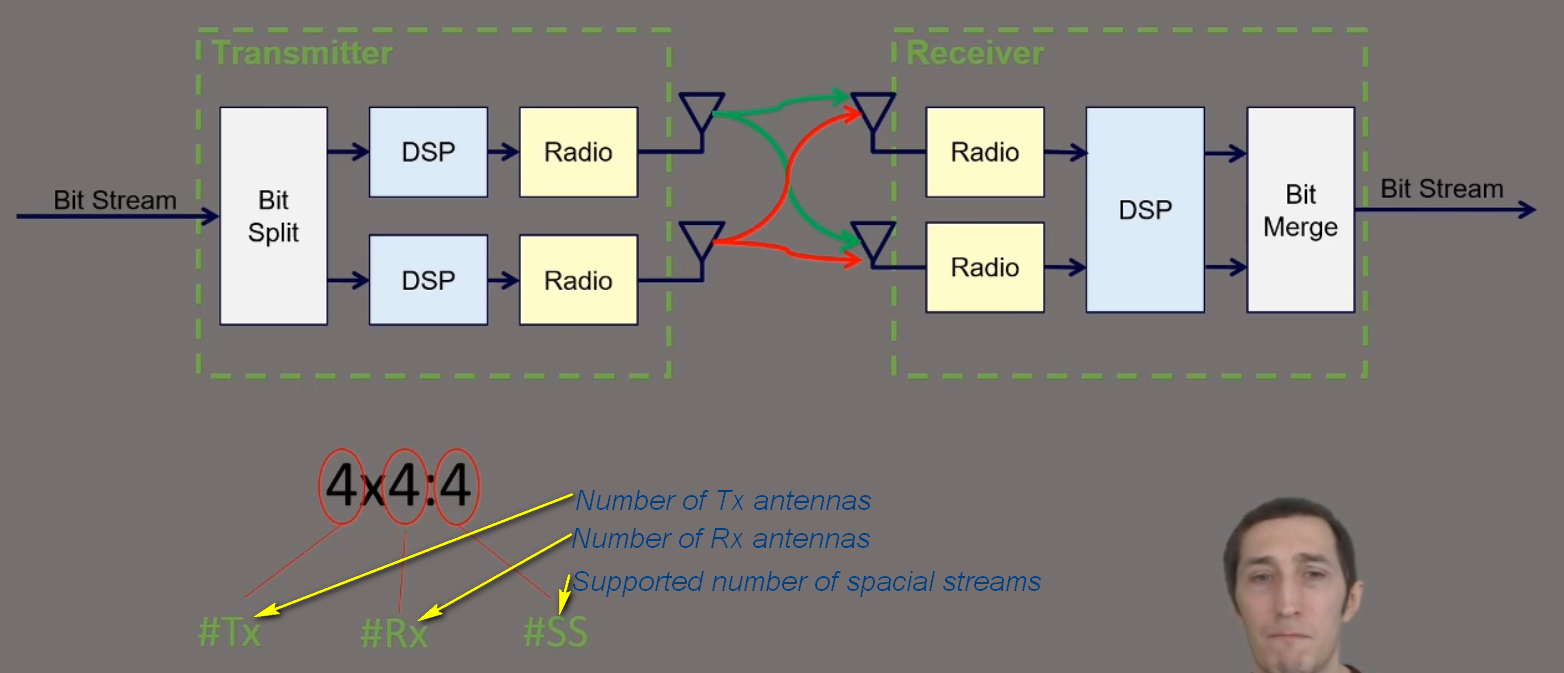 Transmitter
Receiver
Bit Stream
Bit
Split
DSP
Radio
DSP
Radio
Radio
Radio
DSP
Bit
Merge
Bit Stream
4x4:4
Number of Tx antennas
Number of Rx antennas
Supported number of spacial streams
#Tx
#Rx
#SS